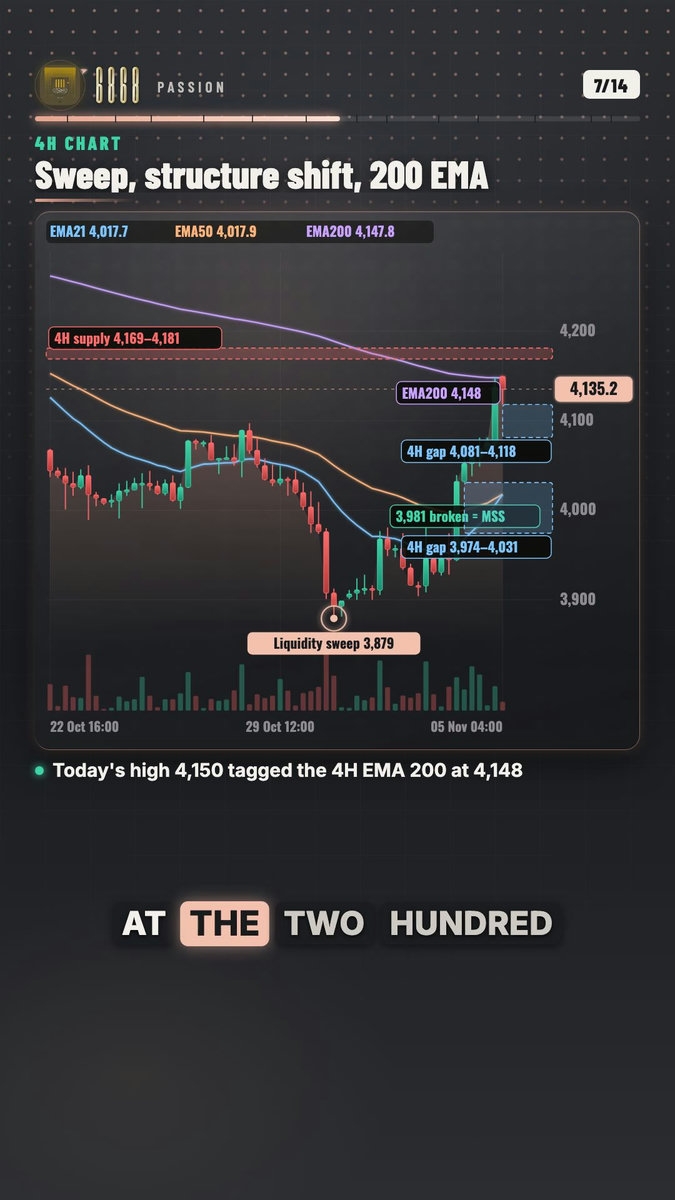 6868 PASSION 7/14
4H CHART
Sweep, structure shift, 200 EMA
EMA21 4,017.7 EMA50 4,017.9 EMA200 4,147.8
4,200
4H supply 4,169–4,181
4,135.2
EMA200 4,148
4,100
4H gap 4,081–4,118
4,000
3,981 broken = MSS
4H gap 3,974–4,031
3,900
Liquidity sweep 3,879
22 Oct 16:00 29 Oct 12:00 05 Nov 04:00
Today's high 4,150 tagged the 4H EMA 200 at 4,148
AT THE TWO HUNDRED